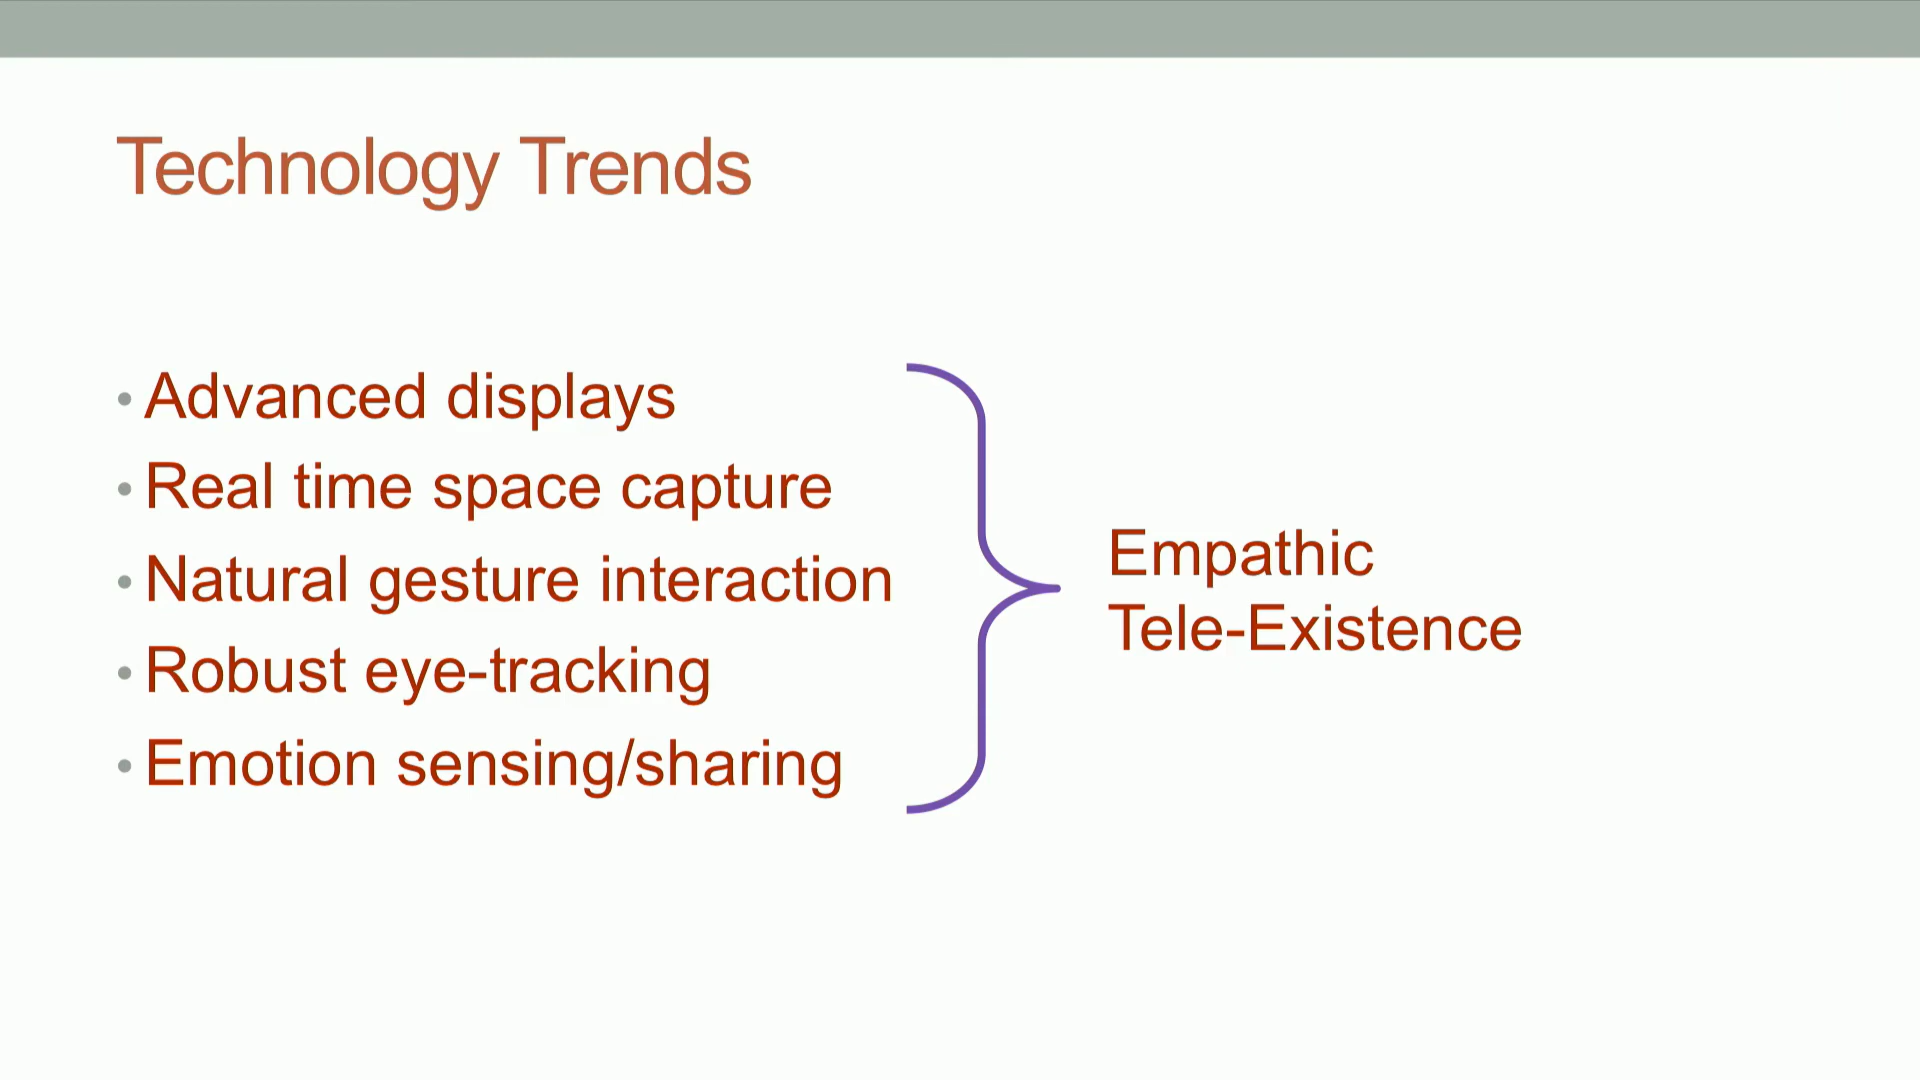 Technology Trends
• Advanced displays
• Real time space capture
• Natural gesture interaction
• Robust eye-tracking
• Emotion sensing/sharing
Empathic
Tele-Existence